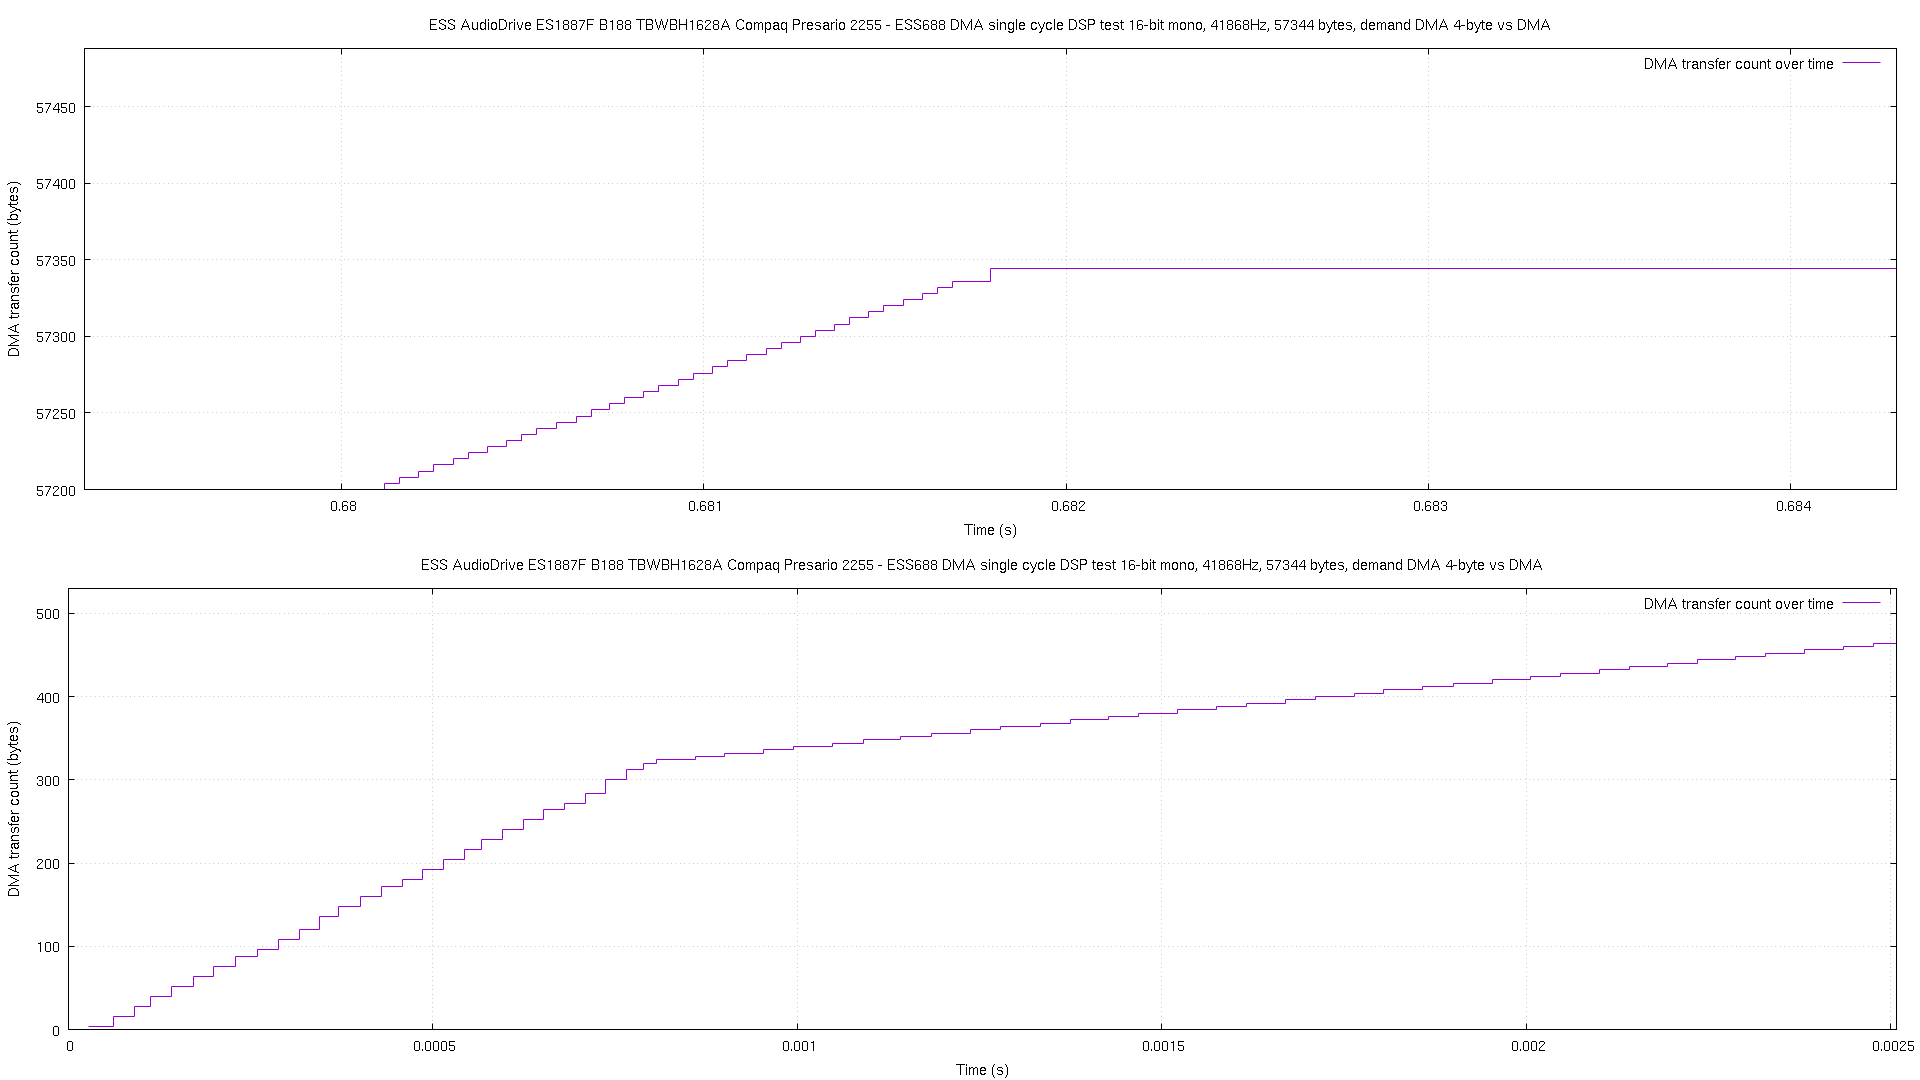 ESS AudioDrive ES1887F B188 TBWBH1628A Compaq Presario 2255 - ESS688 DMA single cycle DSP test 16-bit mono, 41868Hz, 57344 bytes, demand DMA 4-byte vs DMA
DMA transfer count over time
DMA transfer count (bytes)
57450
57400
57350
57300
57250
57200
0.68 0.681 0.682 0.683 0.684
Time (s)
ESS AudioDrive ES1887F B188 TBWBH1628A Compaq Presario 2255 - ESS688 DMA single cycle DSP test 16-bit mono, 41868Hz, 57344 bytes, demand DMA 4-byte vs DMA
DMA transfer count over time
DMA transfer count (bytes)
500
400
300
200
100
0
0 0.0005 0.001 0.0015 0.002 0.0025
Time (s)